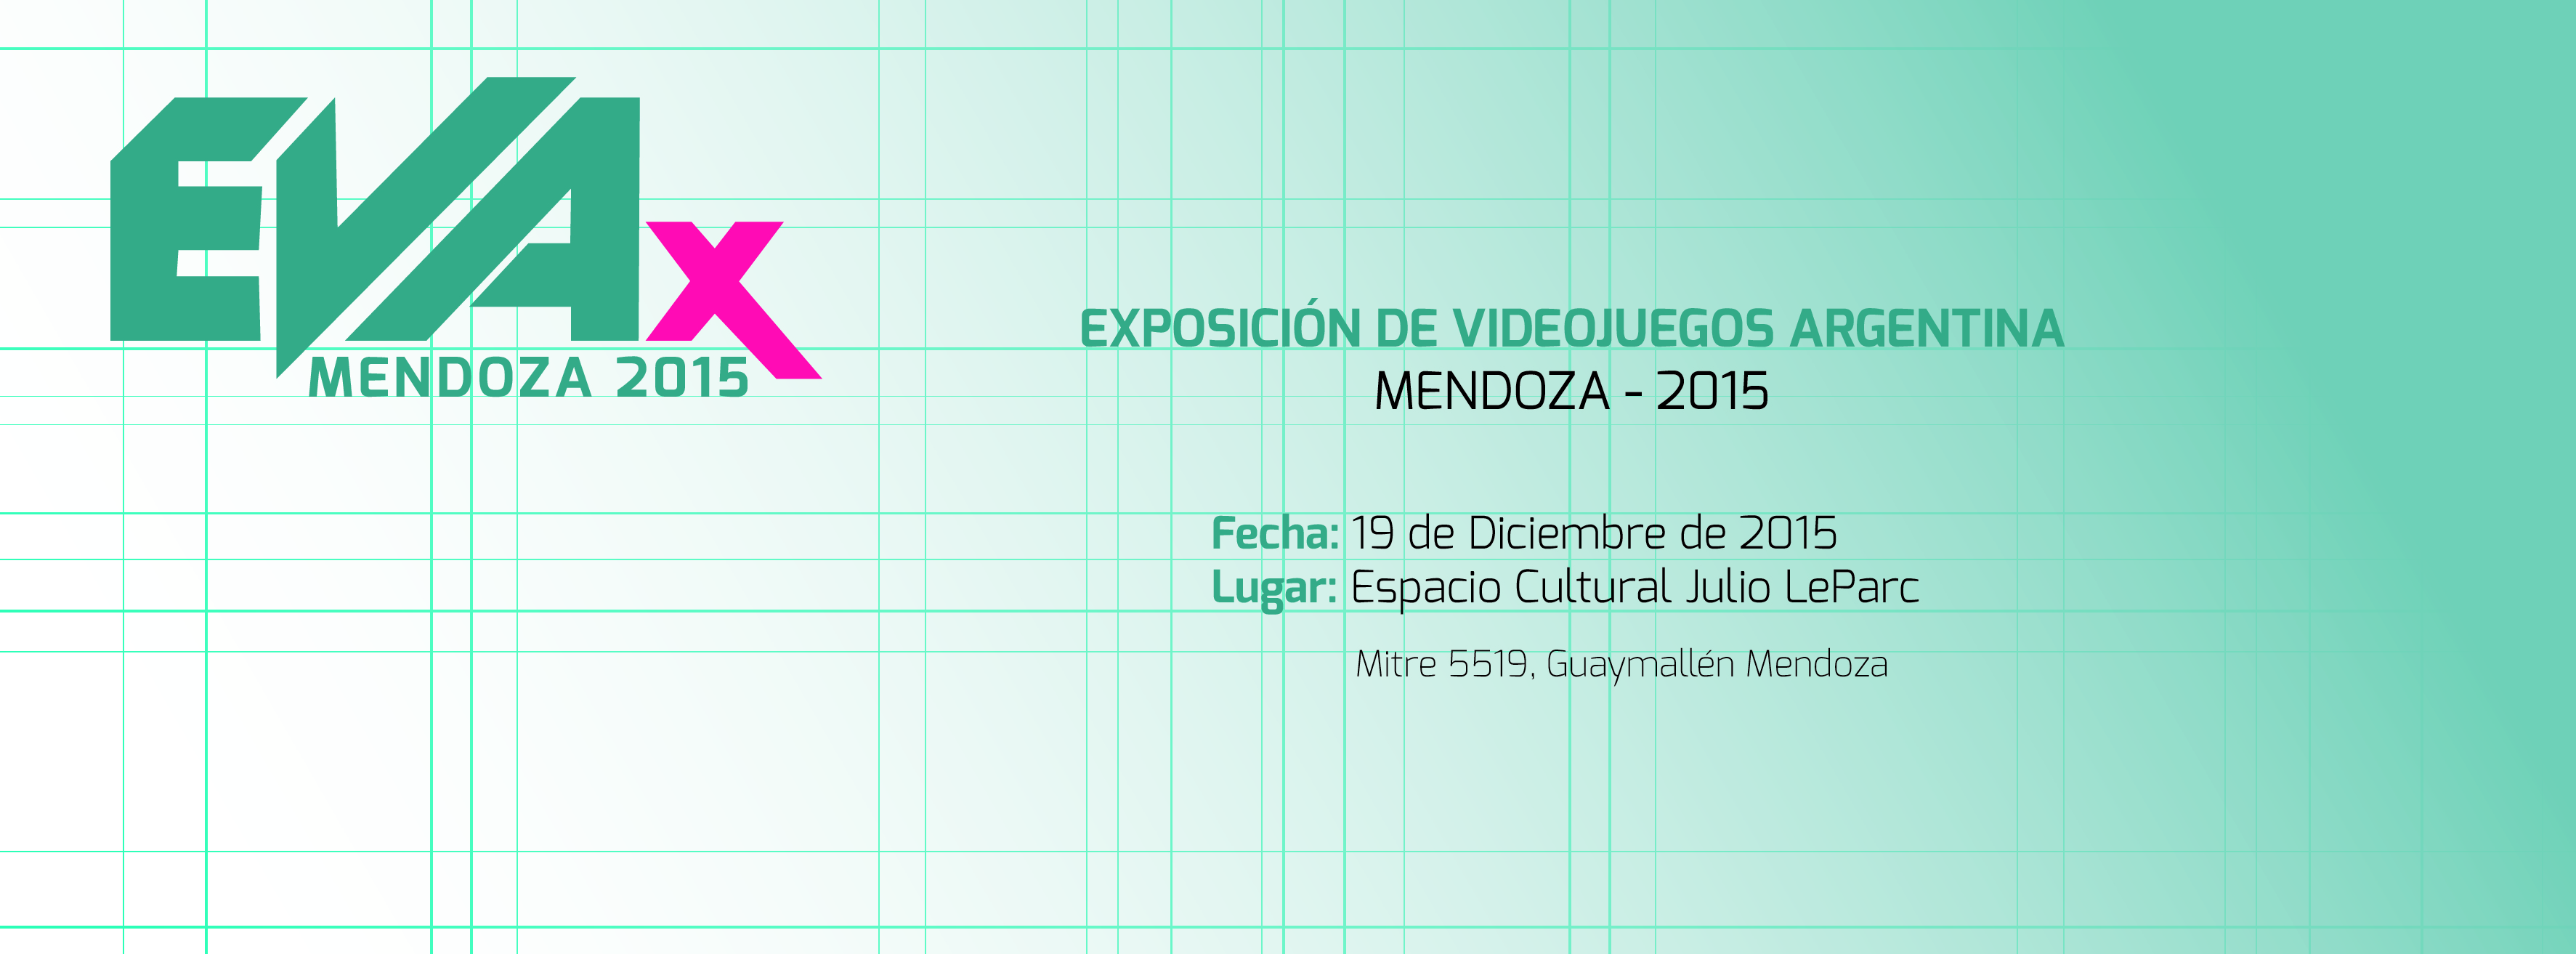 EVAX
MENDOZA 2015
EXPOSICIÓN DE VIDEOJUEGOS ARGENTINA
MENDOZA - 2015
Fecha: 19 de Diciembre de 2015
Lugar: Espacio Cultural Julio LeParc
Mitre 5519, Guaymallén Mendoza